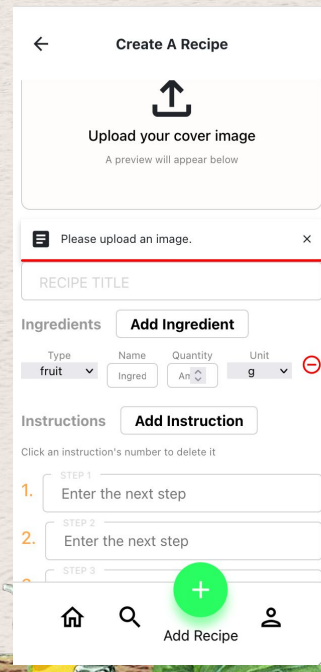 Create A Recipe
Upload your cover image
A preview will appear below
Please upload an image.
RECIPE TITLE
Ingredients Add Ingredient
Type Name Quantity Unit
fruit Ingred g
Instructions Add Instruction
Click an instruction's number to delete it
STEP 1
1. Enter the next step
STEP 2
2. Enter the next step
STEP 3
Add Recipe